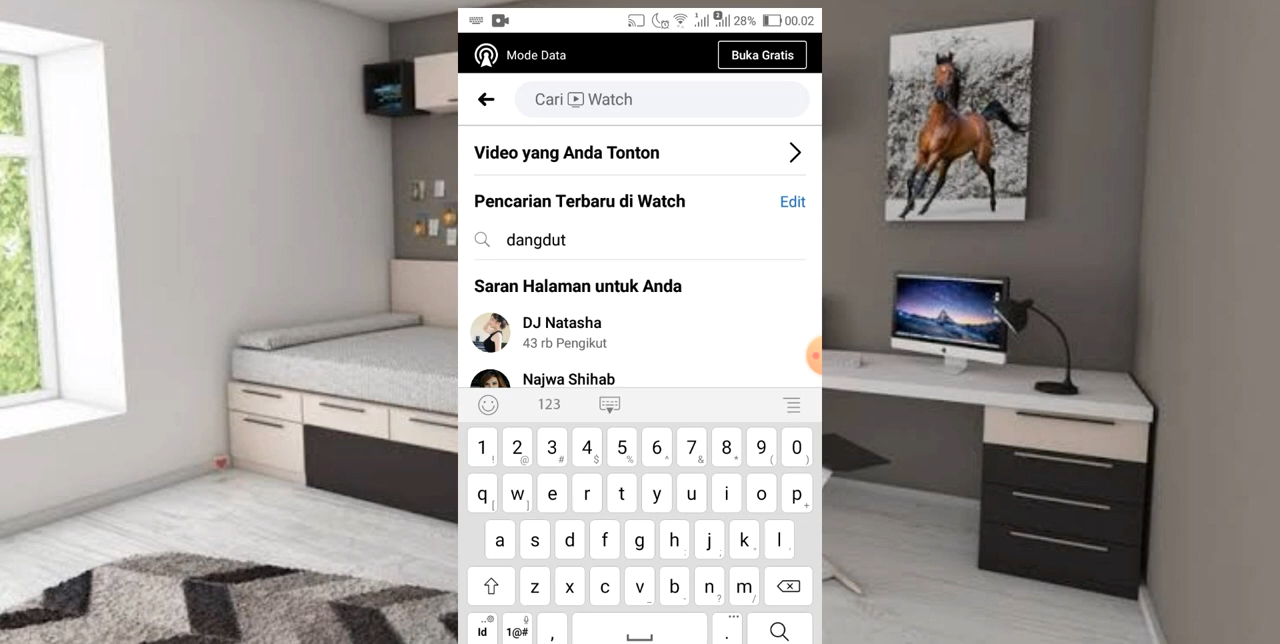 28% 00.02
Mode Data Buka Gratis
Cari Watch
Video yang Anda Tonton
Pencarian Terbaru di Watch Edit
dangdut
Saran Halaman untuk Anda
DJ Natasha
43 rb Pengikut
Najwa Shihab
123
1 2 3 4 5 6 7 8 9 0
! @ # $ % ^ & * ( )
q w e r t y u i o p
[ ] +
a s d f g h j k l
z x c v b n m
_ - ? /
Id 1@# , .